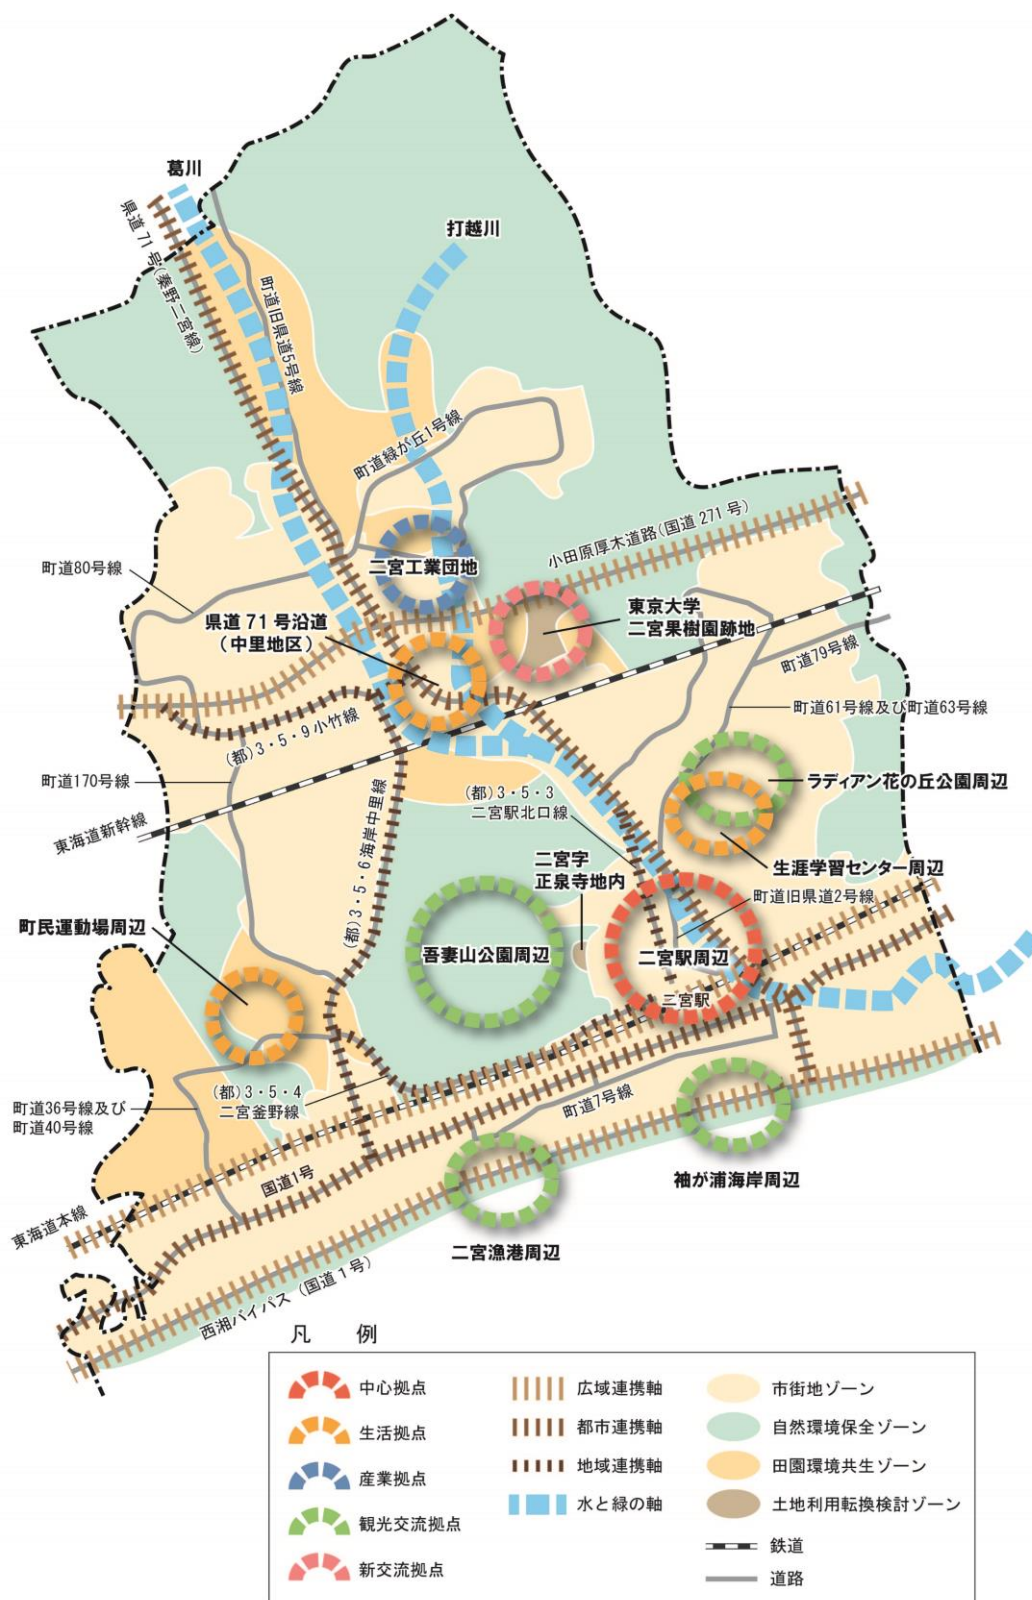 葛川
打越川
県道71号(秦野二宮線)
町道旧県道5号線
町道緑が丘1号線
小田原厚木道路(国道271号)
町道80号線
二宮工業団地
県道71号沿道
(中里地区)
東京大学
二宮果樹園跡地
町道79号線
(都)3・5・9小竹線
町道61号線及び町道63号線
町道170号線
東海道新幹線
ラディアン花の丘公園周辺
(都)3・5・3
二宮駅北口線
(都)3・5・6海岸中里線
二宮字
正泉寺地内
生涯学習センター周辺
町道旧県道2号線
町民運動場周辺
吾妻山公園周辺
二宮駅周辺
二宮駅
(都)3・5・4
二宮釜野線
町道36号線及び
町道40号線
町道7号線
国道1号
袖が浦海岸周辺
東海道本線
二宮漁港周辺
西湘バイパス(国道1号)
凡 例
中心拠点
広域連携軸
市街地ゾーン
生活拠点
都市連携軸
自然環境保全ゾーン
産業拠点
地域連携軸
田園環境共生ゾーン
観光交流拠点
水と緑の軸
土地利用転換検討ゾーン
新交流拠点
鉄道
道路